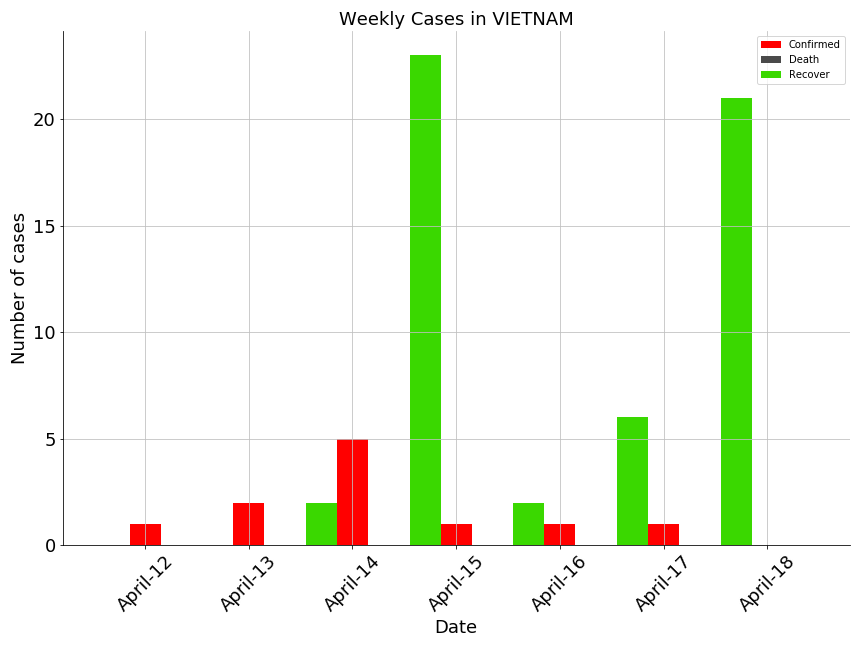 Weekly Cases in VIETNAM
Confirmed
Death
Recover
Number of cases
20
15
10
5
0
April-12
April-13
April-14
April-15
April-16
April-17
April-18
Date